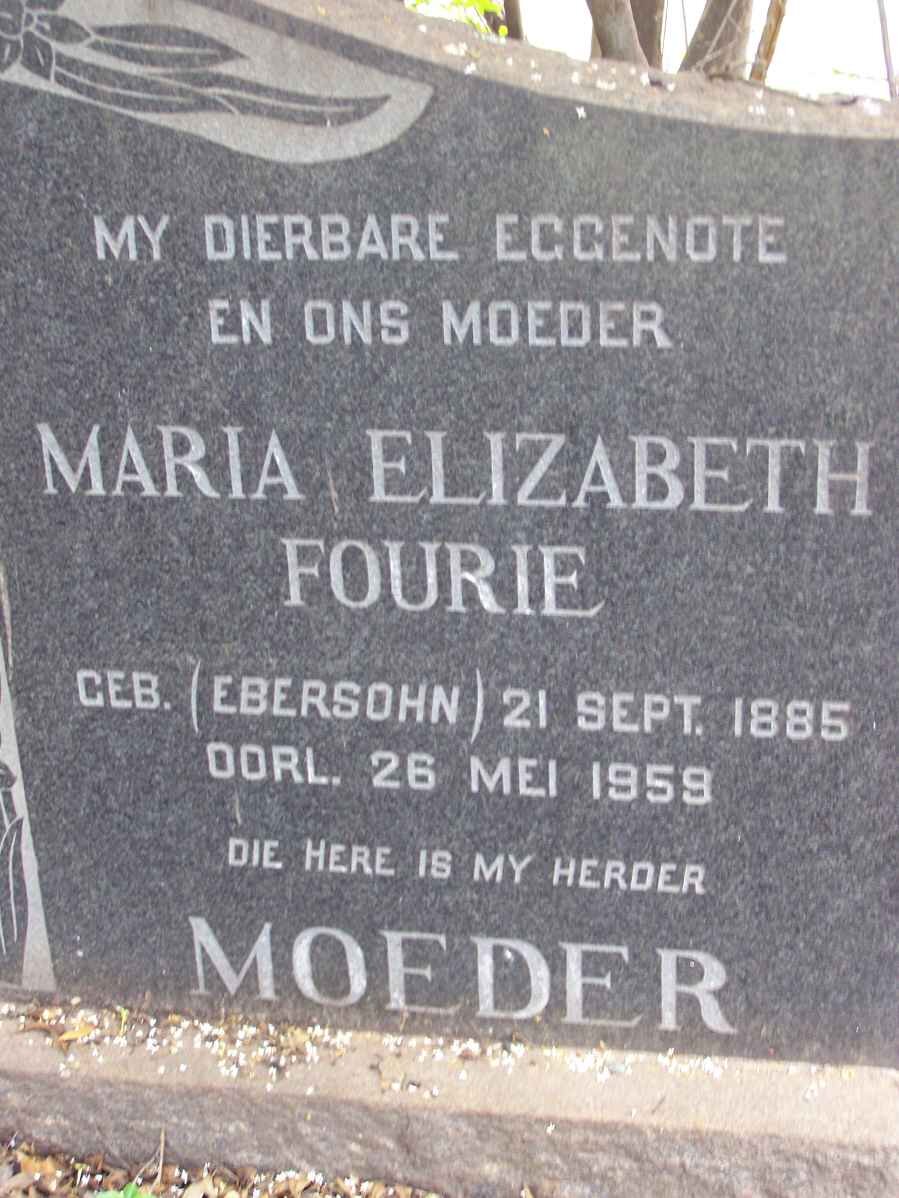 MY DIERBARE EGGENOTE
EN ONS MOEDER
MARIA ELIZABETH
FOURIE
GEB. (EBERSOHN) 21 SEPT. 1885
OORL. 26 MEI 1959
DIE HERE IS MY HERDER
MOEDER